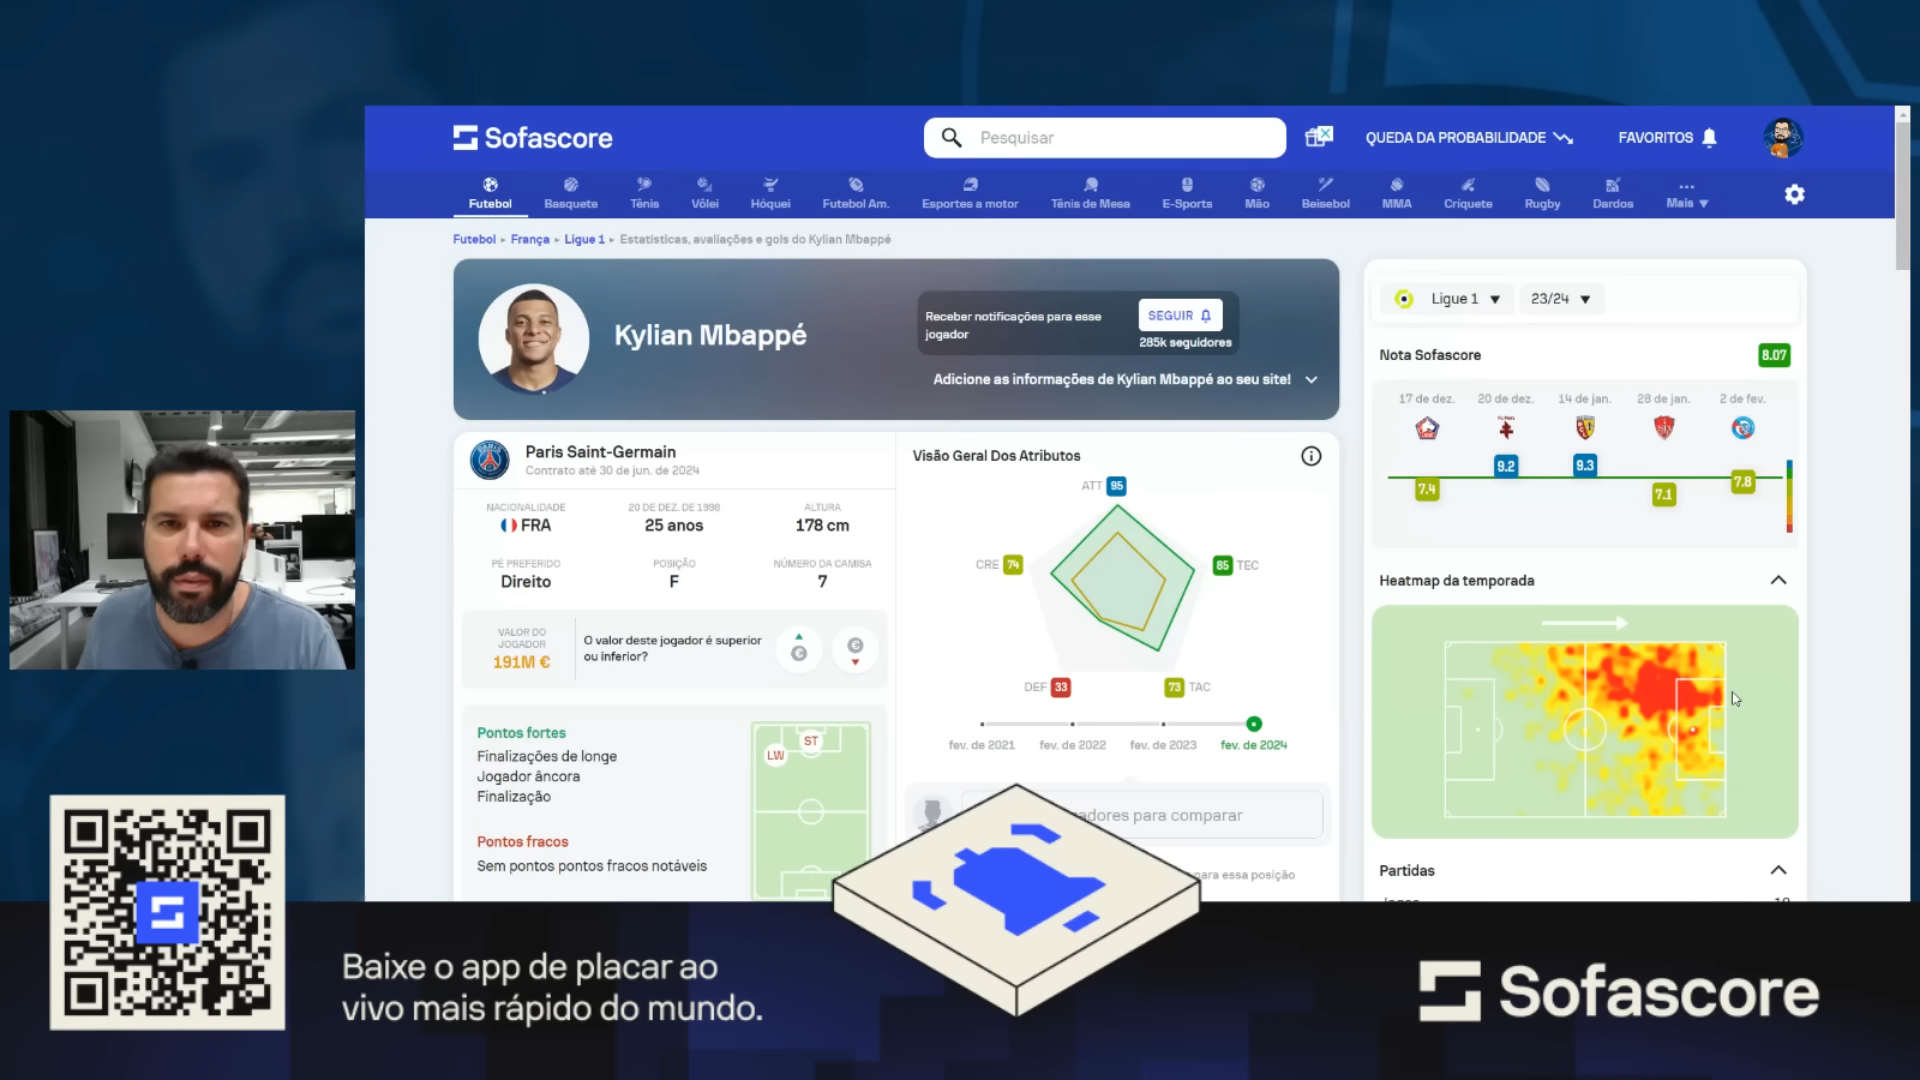 Sofascore
Pesquisar
QUEDA DA PROBABILIDADE
FAVORITOS
Futebol
Basquete
Tênis
Vôlei
Hóquei
Futebol Am.
Esportes a motor
Tênis de Mesa
E-Sports
Mão
Beisebol
MMA
Críquete
Rugby
Dardos
Mais ▼
Futebol ▸ França ▸ Ligue 1 ▸ Estatísticas, avaliações e gols do Kylian Mbappé
Kylian Mbappé
Receber notificações para esse
jogador
SEGUIR
285k seguidores
Adicione as informações de Kylian Mbappé ao seu site!
Paris Saint-Germain
Contrato até 30 de jun. de 2024
NACIONALIDADE
FRA
20 DE DEZ. DE 1998
25 anos
ALTURA
178 cm
PÉ PREFERIDO
Direito
POSIÇÃO
F
NÚMERO DA CAMISA
7
VALOR DO
JOGADOR
191M €
O valor deste jogador é superior
ou inferior?
Pontos fortes
Finalizações de longe
Jogador âncora
Finalização
Pontos fracos
Sem pontos pontos fracos notáveis
ST
LW
Visão Geral Dos Atributos
ATT 95
CRE 74
85 TEC
DEF 33
73 TAC
fev. de 2021
fev. de 2022
fev. de 2023
fev. de 2024
adores para comparar
para essa posição
Ligue 1 ▼
23/24 ▼
Nota Sofascore
8.07
17 de dez.
20 de dez.
14 de jan.
28 de jan.
2 de fev.
7.4
9.2
9.3
7.1
7.8
Heatmap da temporada
Partidas
Baixe o app de placar ao
vivo mais rápido do mundo.
Sofascore